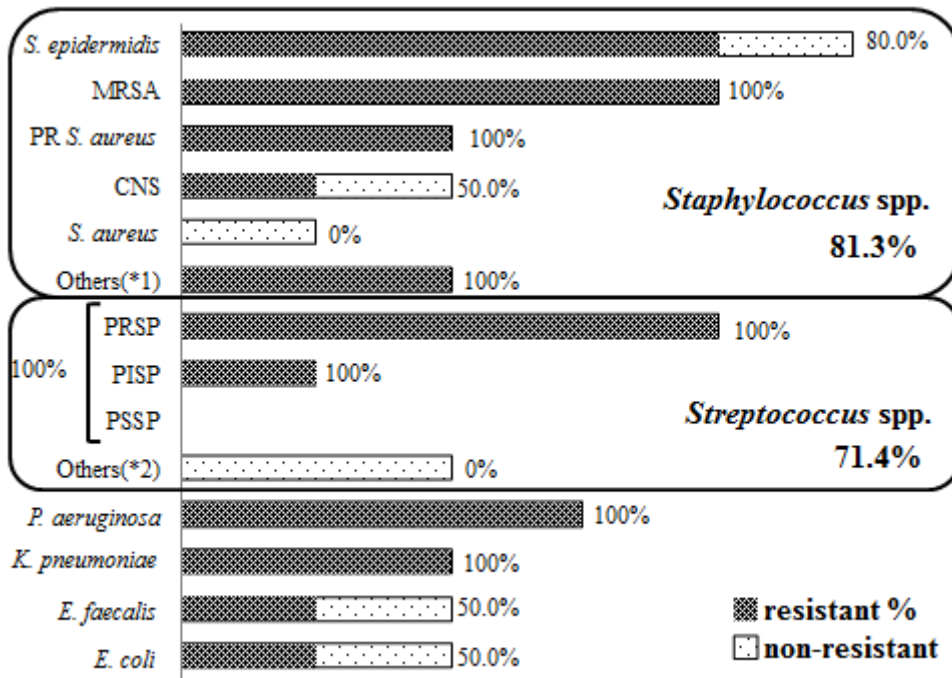 S. epidermidis 80.0%
MRSA 100%
PR S. aureus 100%
CNS 50.0%
S. aureus 0%
Others(*1) 100%
Staphylococcus spp.
81.3%
PRSP 100%
100% PISP 100%
PSSP
Others(*2) 0%
Streptococcus spp.
71.4%
P. aeruginosa 100%
K. pneumoniae 100%
E. faecalis 50.0%
E. coli 50.0%
resistant %
non-resistant